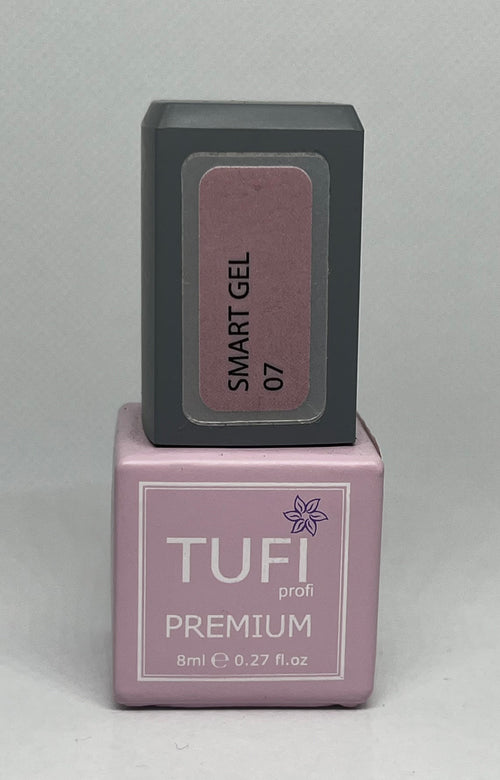 SMART GEL
07
TUFI
profi
PREMIUM
8ml ℮ 0.27 fl.oz